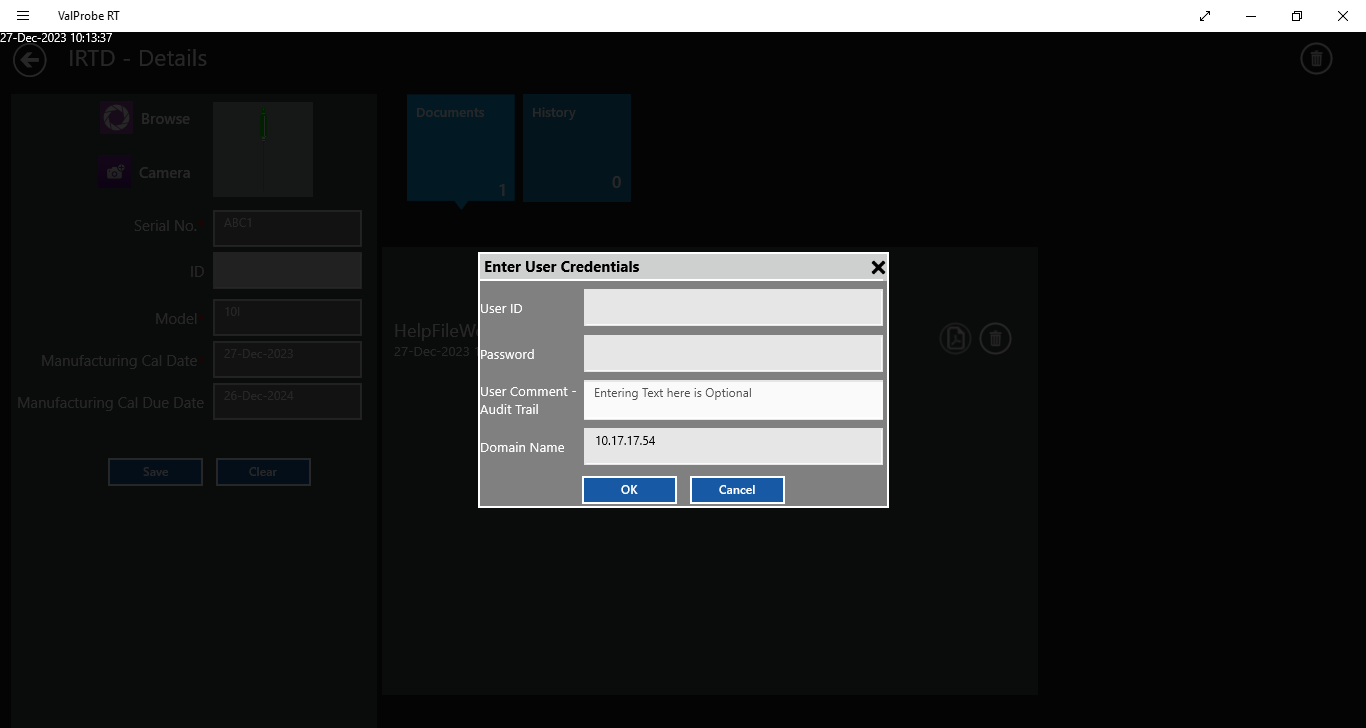 ValProbe RT
27-Dec-2023 10:13:37
IRTD - Details
Browse
Camera
Serial No.
ABC1
ID
Model
10I
Manufacturing Cal Date
27-Dec-2023
Manufacturing Cal Due Date
26-Dec-2024
Save
Clear
Documents
1
History
0
27-Dec-2023
Enter User Credentials
User ID
Password
User Comment -
Audit Trail
Entering Text here is Optional
Domain Name
10.17.17.54
OK
Cancel